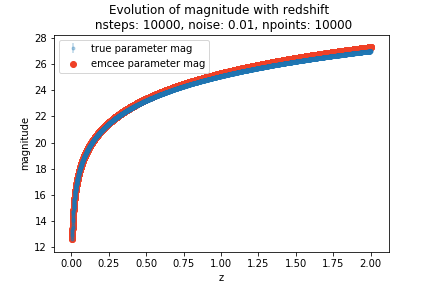 Evolution of magnitude with redshift
nsteps: 10000, noise: 0.01, npoints: 10000
true parameter mag
emcee parameter mag
magnitude
28
26
24
22
20
18
16
14
12
0.00 0.25 0.50 0.75 1.00 1.25 1.50 1.75 2.00
z